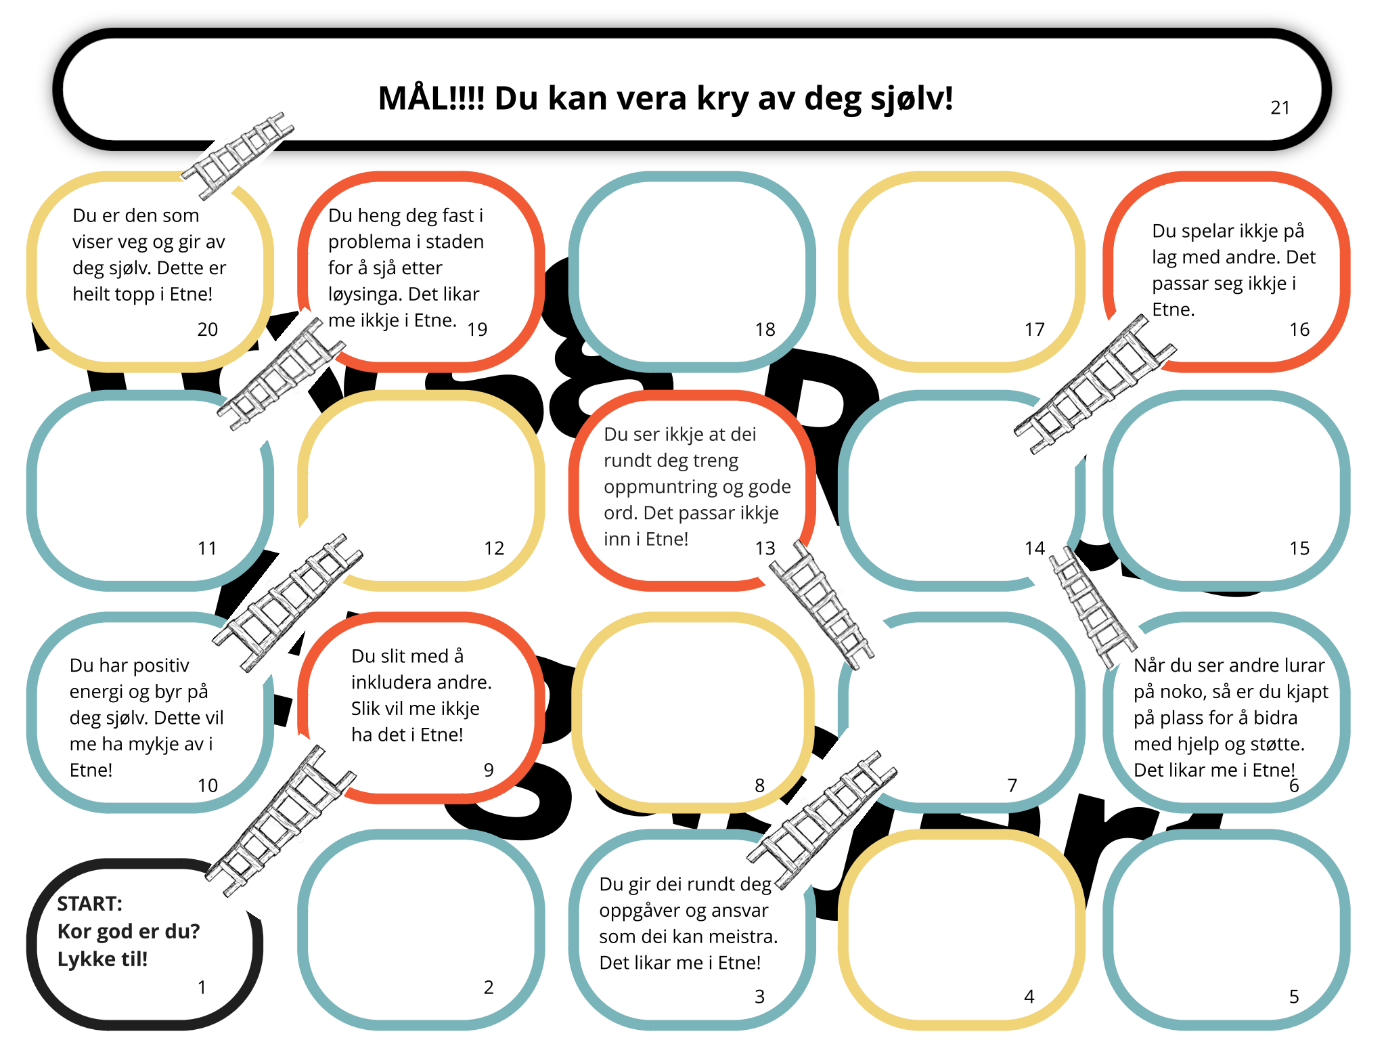 MÅL!!!! Du kan vera kry av deg sjølv!
21
Du er den som
viser veg og gir av
deg sjølv. Dette er
heilt topp i Etne!
20
Du heng deg fast i
problema i staden
for å sjå etter
løysinga. Det likar
me ikkje i Etne.
19
18
17
Du spelar ikkje på
lag med andre. Det
passar seg ikkje i
Etne.
16
11
12
Du ser ikkje at dei
rundt deg treng
oppmuntring og gode
ord. Det passar ikkje
inn i Etne!
13
14
15
Du har positiv
energi og byr på
deg sjølv. Dette vil
me ha mykje av i
Etne!
10
Du slit med å
inkludera andre.
Slik vil me ikkje
ha det i Etne!
9
8
7
Når du ser andre lurar
på noko, så er du kjapt
på plass for å bidra
med hjelp og støtte.
Det likar me i Etne!
6
START:
Kor god er du?
Lykke til!
1
2
Du gir dei rundt deg
oppgåver og ansvar
som dei kan meistra.
Det likar me i Etne!
3
4
5